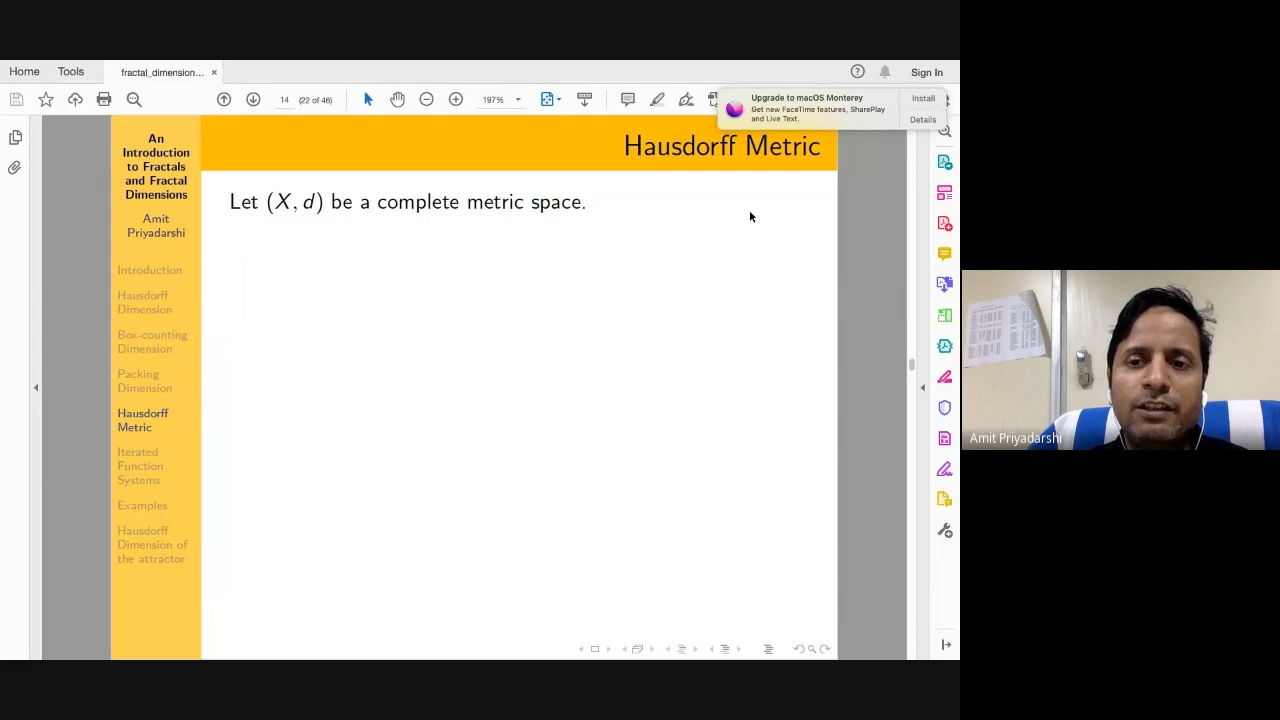 Home Tools fractal_dimension... ×
Sign In
14 (22 of 46) 197%
Upgrade to macOS Monterey
Get new FaceTime features, SharePlay
and Live Text.
Install
Details
An
Introduction
to Fractals
and Fractal
Dimensions
Amit
Priyadarshi
Introduction
Hausdorff
Dimension
Box-counting
Dimension
Packing
Dimension
Hausdorff
Metric
Iterated
Function
Systems
Examples
Hausdorff
Dimension of
the attractor
Hausdorff Metric
Let (X, d) be a complete metric space.
Amit Priyadarshi